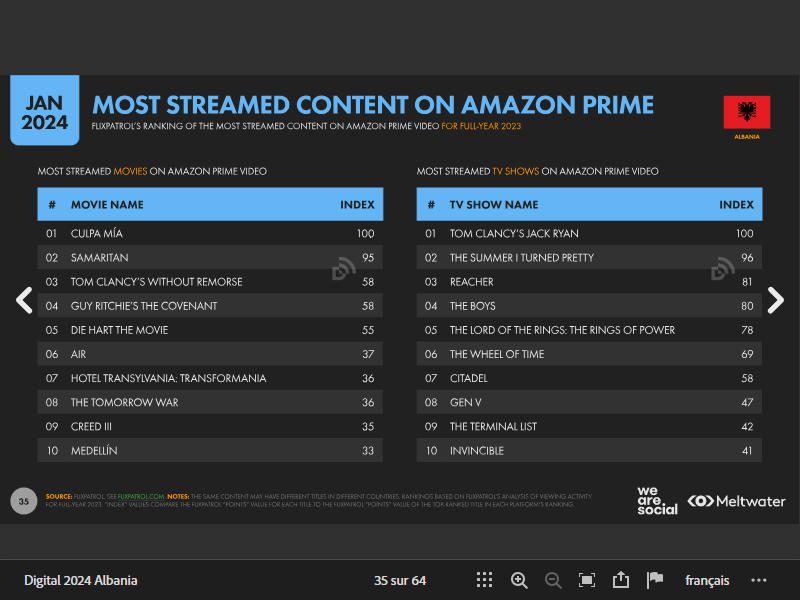 JAN
2024
MOST STREAMED CONTENT ON AMAZON PRIME
FLIXPATROL'S RANKING OF THE MOST STREAMED CONTENT ON AMAZON PRIME VIDEO FOR FULL-YEAR 2023
ALBANIA
MOST STREAMED MOVIES ON AMAZON PRIME VIDEO
# MOVIE NAME INDEX
01 CULPA MÍA 100
02 SAMARITAN 95
03 TOM CLANCY'S WITHOUT REMORSE 58
04 GUY RITCHIE'S THE COVENANT 58
05 DIE HART THE MOVIE 55
06 AIR 37
07 HOTEL TRANSYLVANIA: TRANSFORMANIA 36
08 THE TOMORROW WAR 36
09 CREED III 35
10 MEDELLÍN 33
MOST STREAMED TV SHOWS ON AMAZON PRIME VIDEO
# TV SHOW NAME INDEX
01 TOM CLANCY'S JACK RYAN 100
02 THE SUMMER I TURNED PRETTY 96
03 REACHER 81
04 THE BOYS 80
05 THE LORD OF THE RINGS: THE RINGS OF POWER 78
06 THE WHEEL OF TIME 69
07 CITADEL 58
08 GEN V 47
09 THE TERMINAL LIST 42
10 INVINCIBLE 41
35
SOURCE: FLIXPATROL. SEE FLIXPATROL.COM. NOTES: THE SAME CONTENT MAY HAVE DIFFERENT TITLES IN DIFFERENT COUNTRIES. RANKINGS BASED ON FLIXPATROL'S ANALYSIS OF VIEWING ACTIVITY
FOR FULL-YEAR 2023. "INDEX" VALUES COMPARE THE FLIXPATROL "POINTS" VALUE FOR EACH TITLE TO THE FLIXPATROL "POINTS" VALUE OF THE TOP-RANKED TITLE IN EACH PLATFORM'S RANKING.
we
are.
social
Meltwater
Digital 2024 Albania
35 sur 64
français